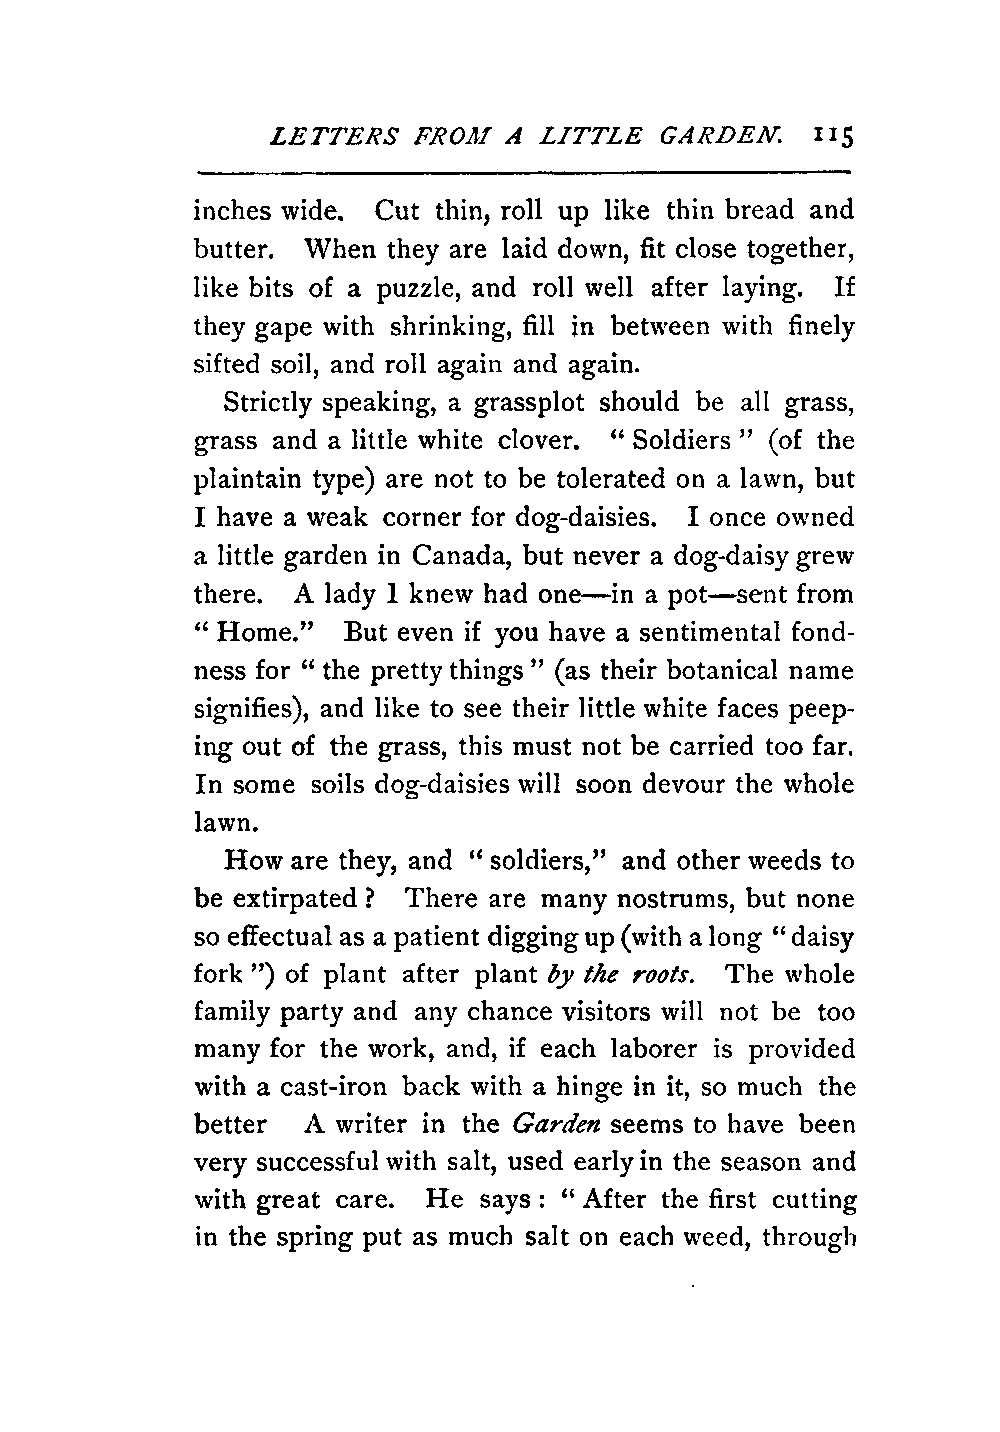 LETTERS FROM A LITTLE GARDEN. 115
inches wide. Cut thin, roll up like thin bread and
butter. When they are laid down, fit close together,
like bits of a puzzle, and roll well after laying. If
they gape with shrinking, fill in between with finely
sifted soil, and roll again and again.
Strictly speaking, a grassplot should be all grass,
grass and a little white clover. “ Soldiers ” (of the
plaintain type) are not to be tolerated on a lawn, but
I have a weak corner for dog-daisies. I once owned
a little garden in Canada, but never a dog-daisy grew
there. A lady I knew had one—in a pot—sent from
“ Home.” But even if you have a sentimental fond-
ness for “ the pretty things ” (as their botanical name
signifies), and like to see their little white faces peep-
ing out of the grass, this must not be carried too far.
In some soils dog-daisies will soon devour the whole
lawn.
How are they, and “ soldiers,” and other weeds to
be extirpated ? There are many nostrums, but none
so effectual as a patient digging up (with a long “ daisy
fork ”) of plant after plant by the roots. The whole
family party and any chance visitors will not be too
many for the work, and, if each laborer is provided
with a cast-iron back with a hinge in it, so much the
better A writer in the Garden seems to have been
very successful with salt, used early in the season and
with great care. He says : “ After the first cutting
in the spring put as much salt on each weed, through